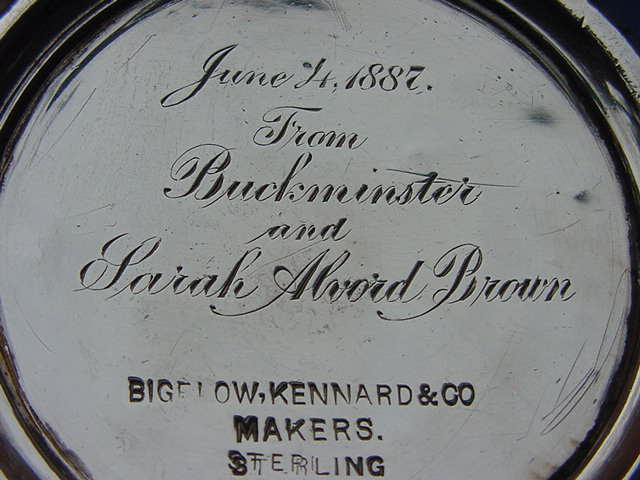 June 4, 1887.
From
Buckminster
and
Sarah Alvord Brown
BIGELOW, KENNARD & CO
MAKERS.
STERLING